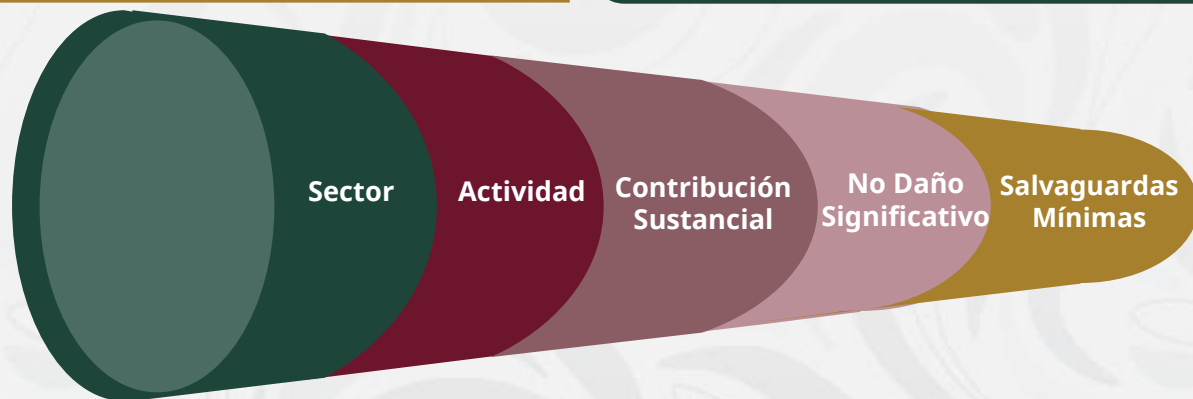 Sector
Actividad
Contribución
Sustancial
No Daño
Significativo
Salvaguardas
Mínimas